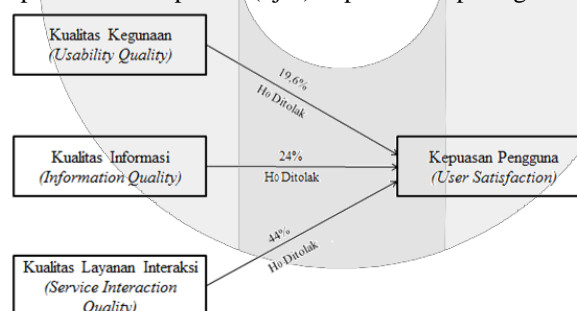 Kualitas Kegunaan
(Usability Quality)
19,6%
H0 Ditolak
Kualitas Informasi
(Information Quality)
24%
H0 Ditolak
Kepuasan Pengguna
(User Satisfaction)
44%
H0 Ditolak
Kualitas Layanan Interaksi
(Service Interaction
Quality)